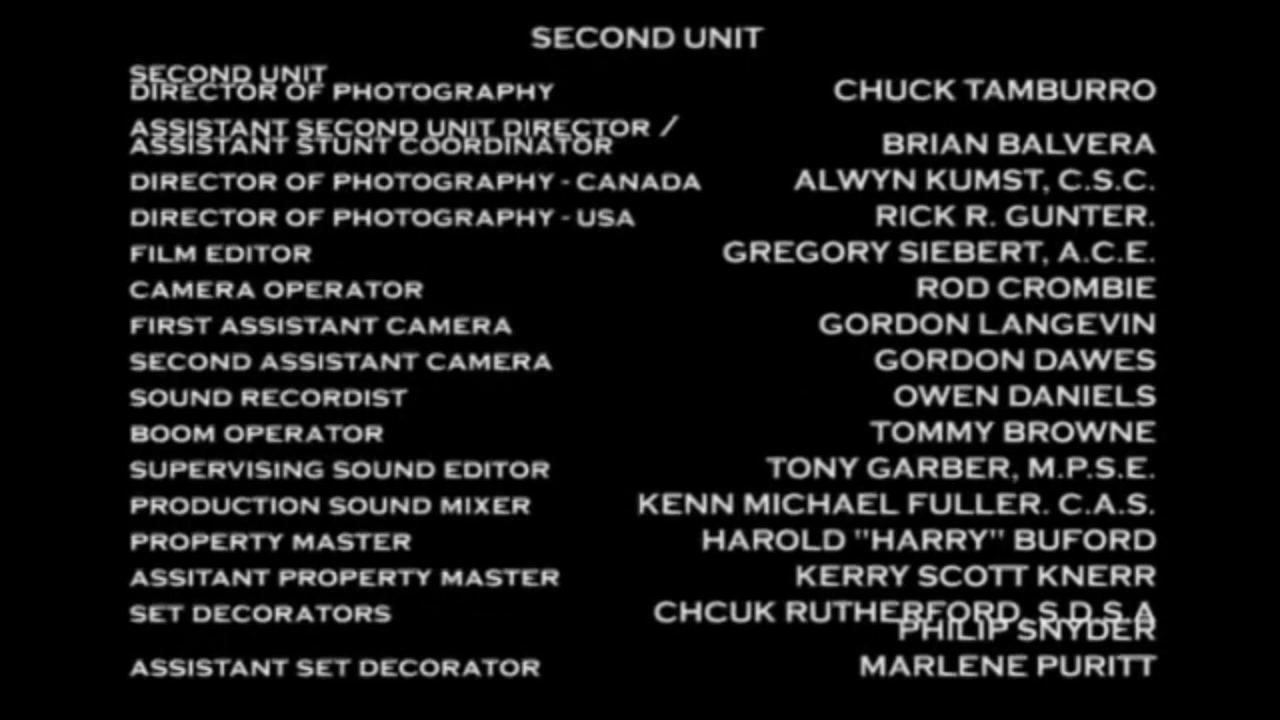 SECOND UNIT
SECOND UNIT
DIRECTOR OF PHOTOGRAPHY CHUCK TAMBURRO
ASSISTANT SECOND UNIT DIRECTOR /
ASSISTANT STUNT COORDINATOR BRIAN BALVERA
DIRECTOR OF PHOTOGRAPHY - CANADA ALWYN KUMST, C.S.C.
DIRECTOR OF PHOTOGRAPHY - USA RICK R. GUNTER.
FILM EDITOR GREGORY SIEBERT, A.C.E.
CAMERA OPERATOR ROD CROMBIE
FIRST ASSISTANT CAMERA GORDON LANGEVIN
SECOND ASSISTANT CAMERA GORDON DAWES
SOUND RECORDIST OWEN DANIELS
BOOM OPERATOR TOMMY BROWNE
SUPERVISING SOUND EDITOR TONY GARBER, M.P.S.E.
PRODUCTION SOUND MIXER KENN MICHAEL FULLER. C.A.S.
PROPERTY MASTER HAROLD "HARRY" BUFORD
ASSITANT PROPERTY MASTER KERRY SCOTT KNERR
SET DECORATORS CHCUK RUTHERFORD, S.D.S.A
PHILIP SNYDER
ASSISTANT SET DECORATOR MARLENE PURITT